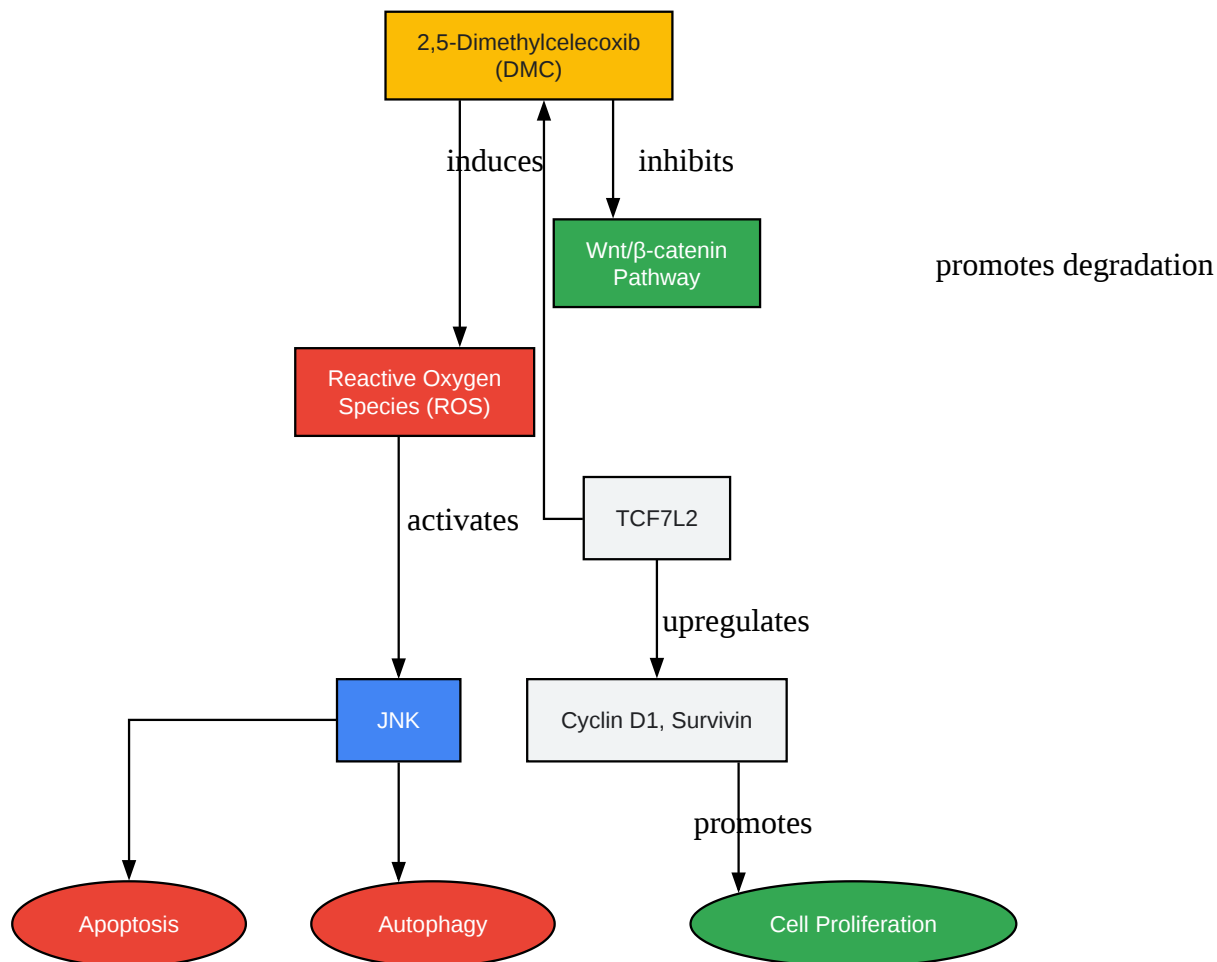 2,5-Dimethylcelecoxib
(DMC)
induces
inhibits
Wnt/β-catenin
Pathway
promotes degradation
Reactive Oxygen
Species (ROS)
activates
TCF7L2
upregulates
JNK
Cyclin D1, Survivin
promotes
Apoptosis
Autophagy
Cell Proliferation